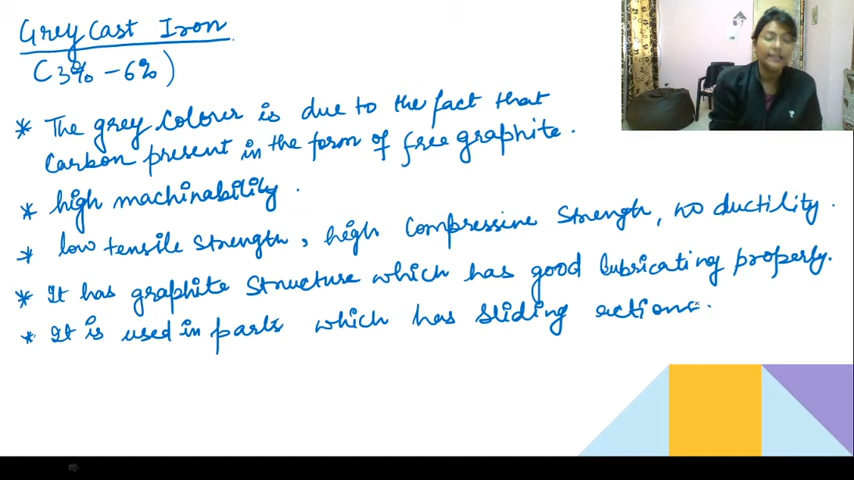 Grey Cast Iron
(3% - 6%)
* The grey colour is due to the fact that
carbon present in the form of free graphite.
* high machinability.
* low tensile strength, high compressive strength, no ductility.
* It has graphite structure which has good lubricating property.
* It is used in parts which has sliding actions.